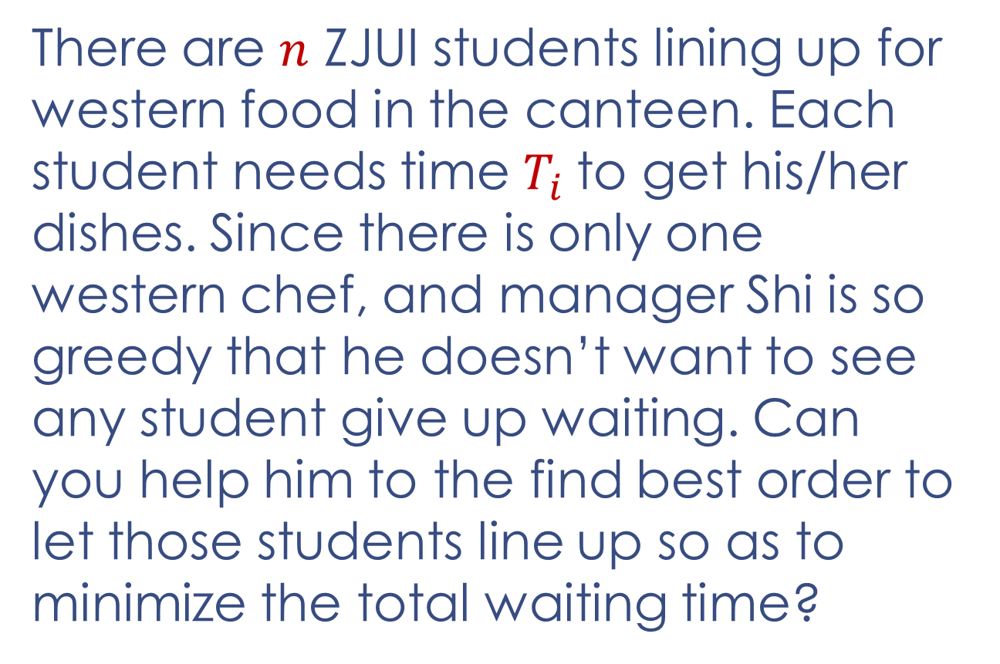 There are n ZJUI students lining up for
western food in the canteen. Each
student needs time T_i to get his/her
dishes. Since there is only one
western chef, and manager Shi is so
greedy that he doesn’t want to see
any student give up waiting. Can
you help him to the find best order to
let those students line up so as to
minimize the total waiting time?